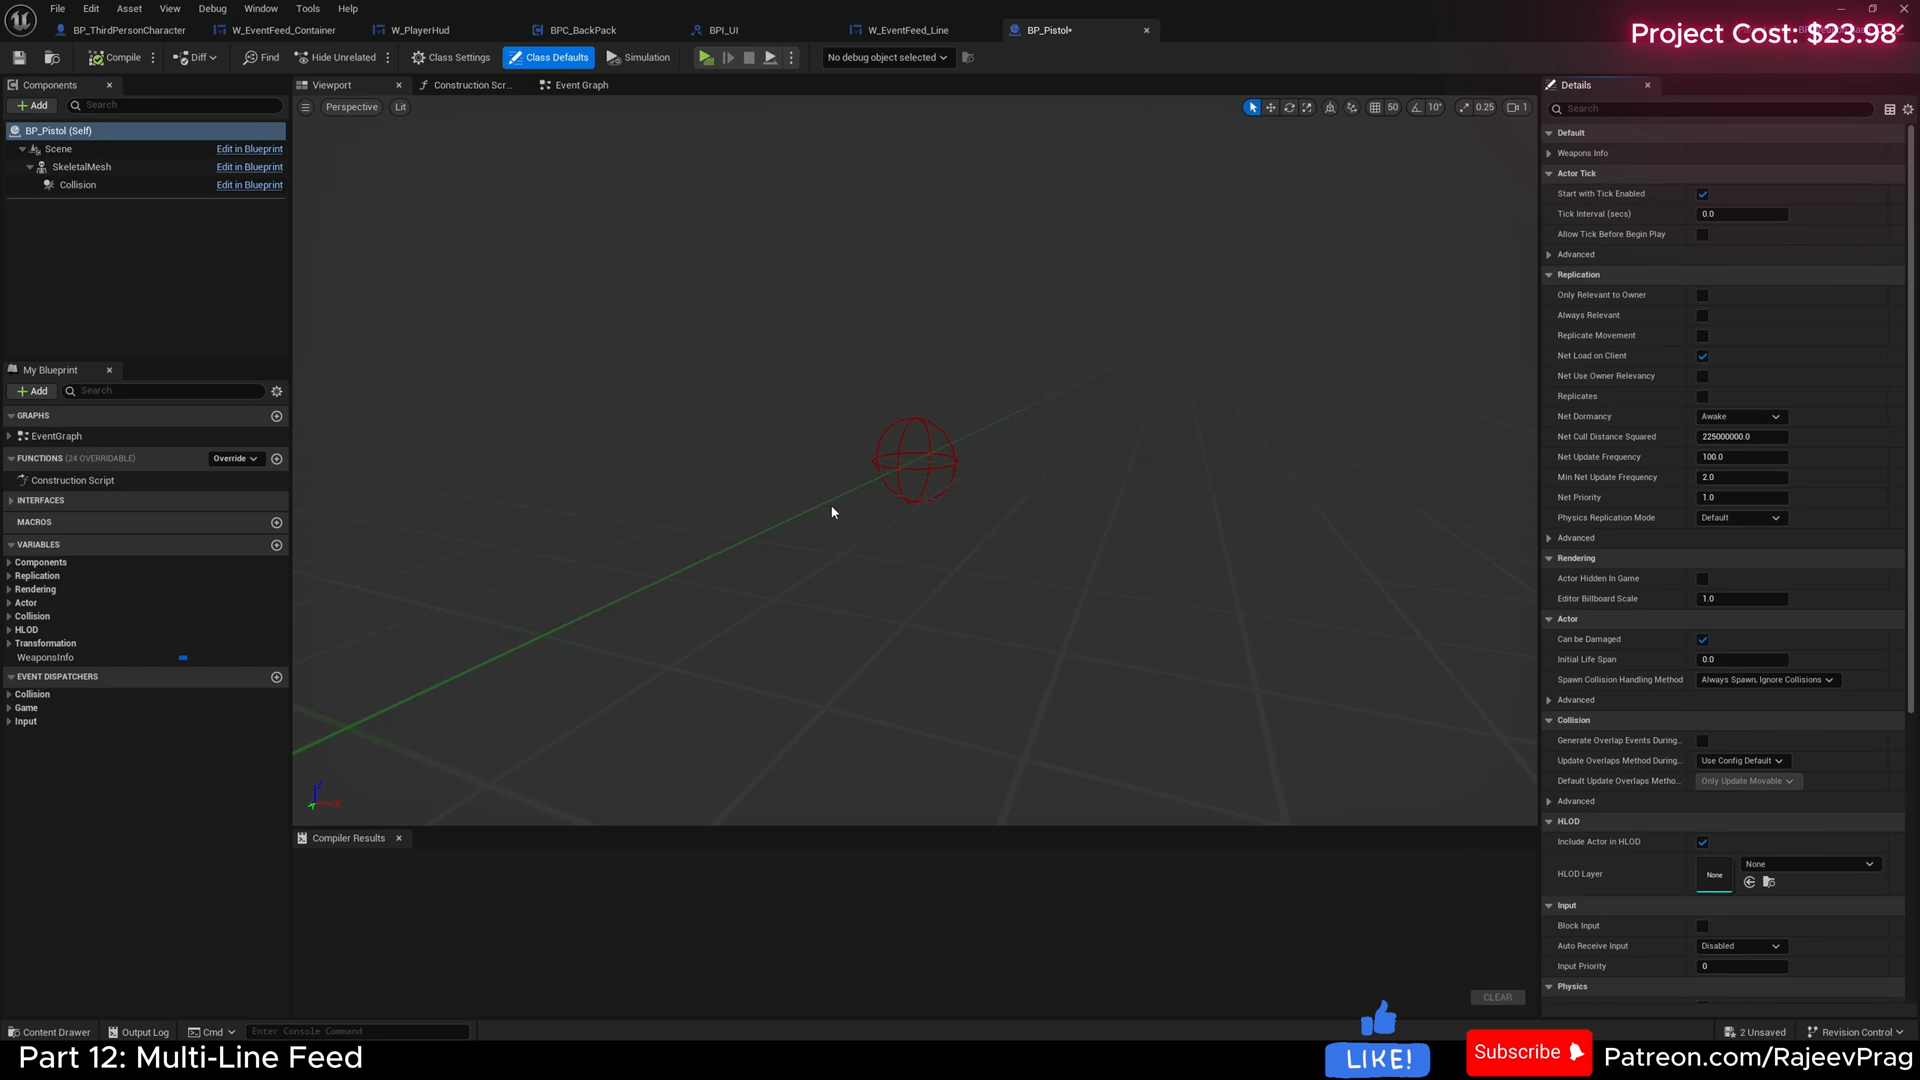 File Edit Asset View Debug Window Tools Help
BP_ThirdPersonCharacter W_EventFeed_Container W_PlayerHud BPC_BackPack BPI_UI W_EventFeed_Line BP_Pistol•
Project Cost: $23.98
Compile Diff Find Hide Unrelated Class Settings Class Defaults Simulation No debug object selected
Components Viewport Construction Scr... Event Graph Details
Add Search Perspective Lit 50 10° 0.25 1 Search
BP_Pistol (Self)
Scene Edit in Blueprint
SkeletalMesh Edit in Blueprint
Collision Edit in Blueprint
My Blueprint
Add Search
GRAPHS
EventGraph
FUNCTIONS (24 OVERRIDABLE) Override
Construction Script
INTERFACES
MACROS
VARIABLES
Components
Replication
Rendering
Actor
Collision
HLOD
Transformation
WeaponsInfo
EVENT DISPATCHERS
Collision
Game
Input
Z
X
Compiler Results
CLEAR
Default
Weapons Info
Actor Tick
Start with Tick Enabled
Tick Interval (secs) 0.0
Allow Tick Before Begin Play
Advanced
Replication
Only Relevant to Owner
Always Relevant
Replicate Movement
Net Load on Client
Net Use Owner Relevancy
Replicates
Net Dormancy Awake
Net Cull Distance Squared 225000000.0
Net Update Frequency 100.0
Min Net Update Frequency 2.0
Net Priority 1.0
Physics Replication Mode Default
Advanced
Rendering
Actor Hidden In Game
Editor Billboard Scale 1.0
Actor
Can be Damaged
Initial Life Span 0.0
Spawn Collision Handling Method Always Spawn, Ignore Collisions
Advanced
Collision
Generate Overlap Events During...
Update Overlaps Method During... Use Config Default
Default Update Overlaps Metho... Only Update Movable
Advanced
HLOD
Include Actor in HLOD
HLOD Layer None None
Input
Block Input
Auto Receive Input Disabled
Input Priority 0
Physics
Content Drawer Output Log Cmd Enter Console Command 2 Unsaved Revision Control
Part 12: Multi-Line Feed LIKE! Subscribe Patreon.com/RajeevPrag